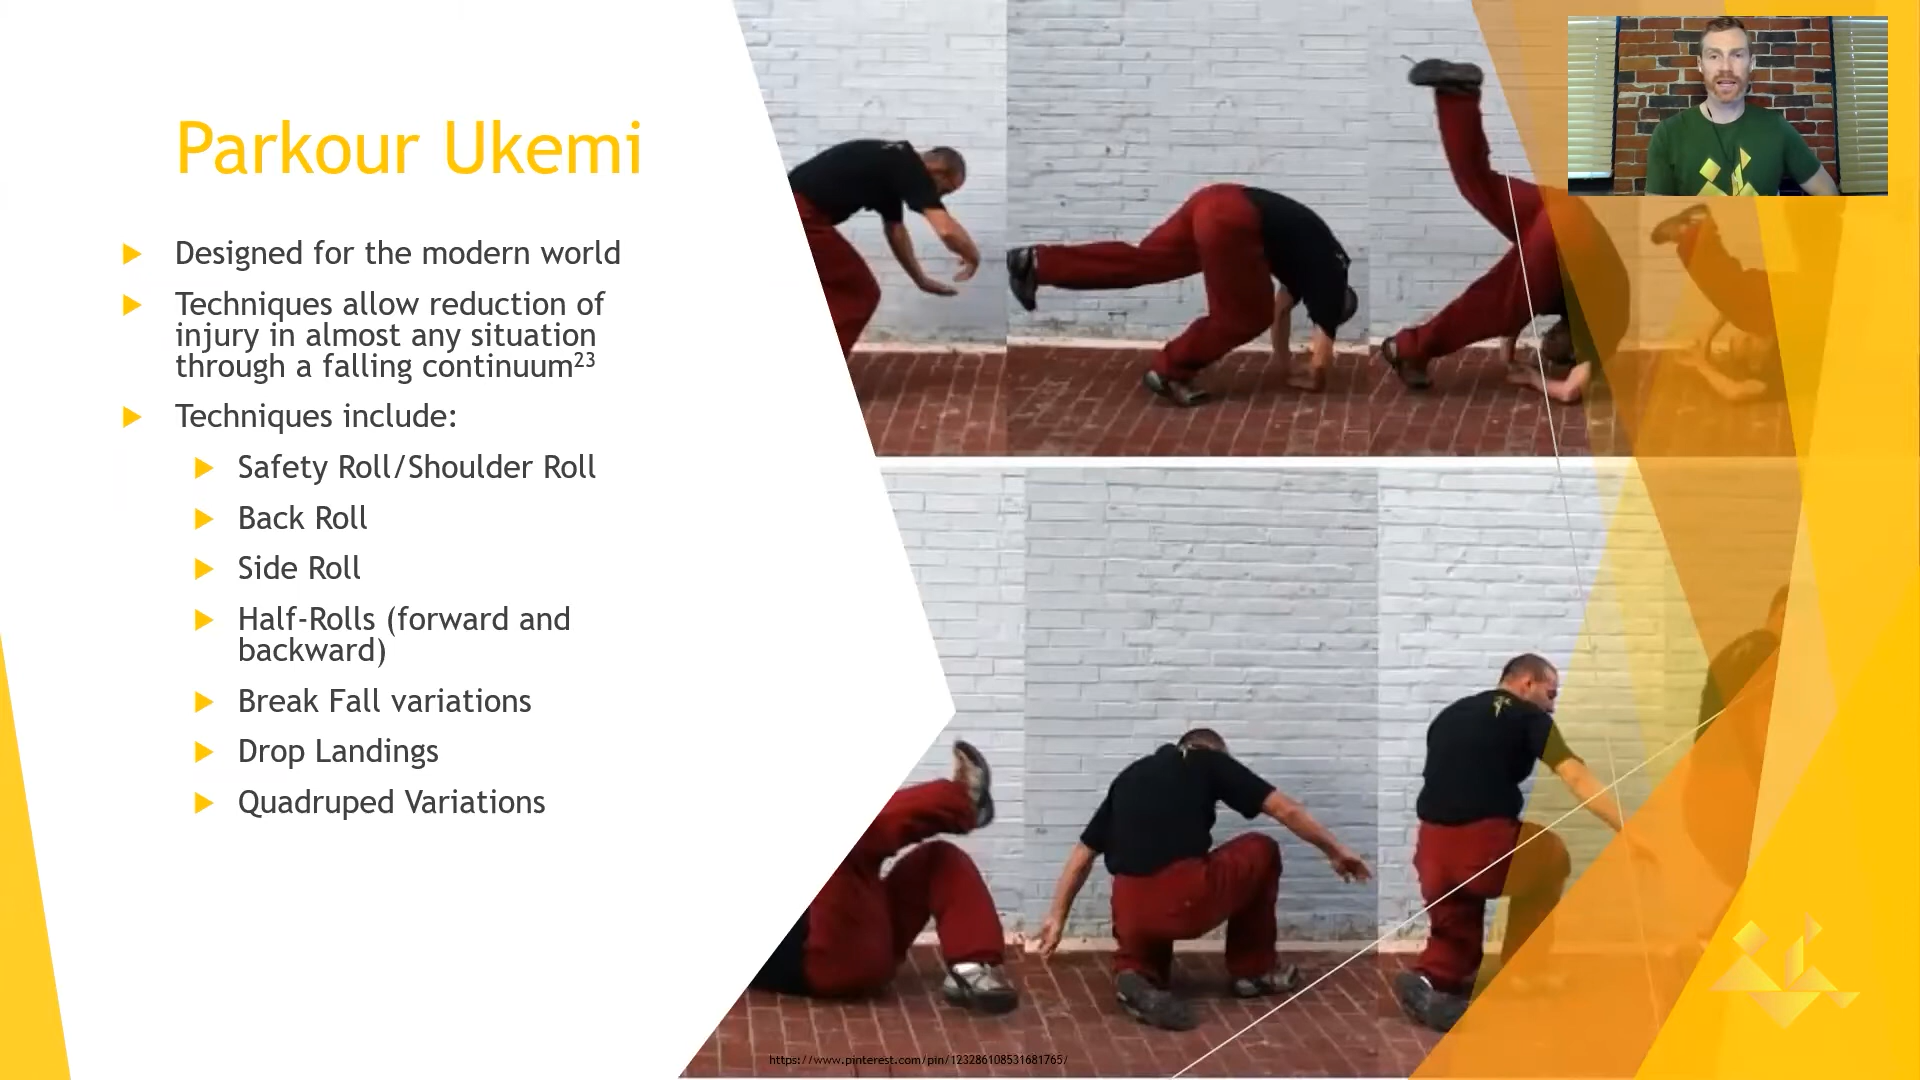 Parkour Ukemi
Designed for the modern world
Techniques allow reduction of
injury in almost any situation
through a falling continuum²³
Techniques include:
Safety Roll/Shoulder Roll
Back Roll
Side Roll
Half-Rolls (forward and
backward)
Break Fall variations
Drop Landings
Quadruped Variations
https://www.pinterest.com/pin/123286108531681765/